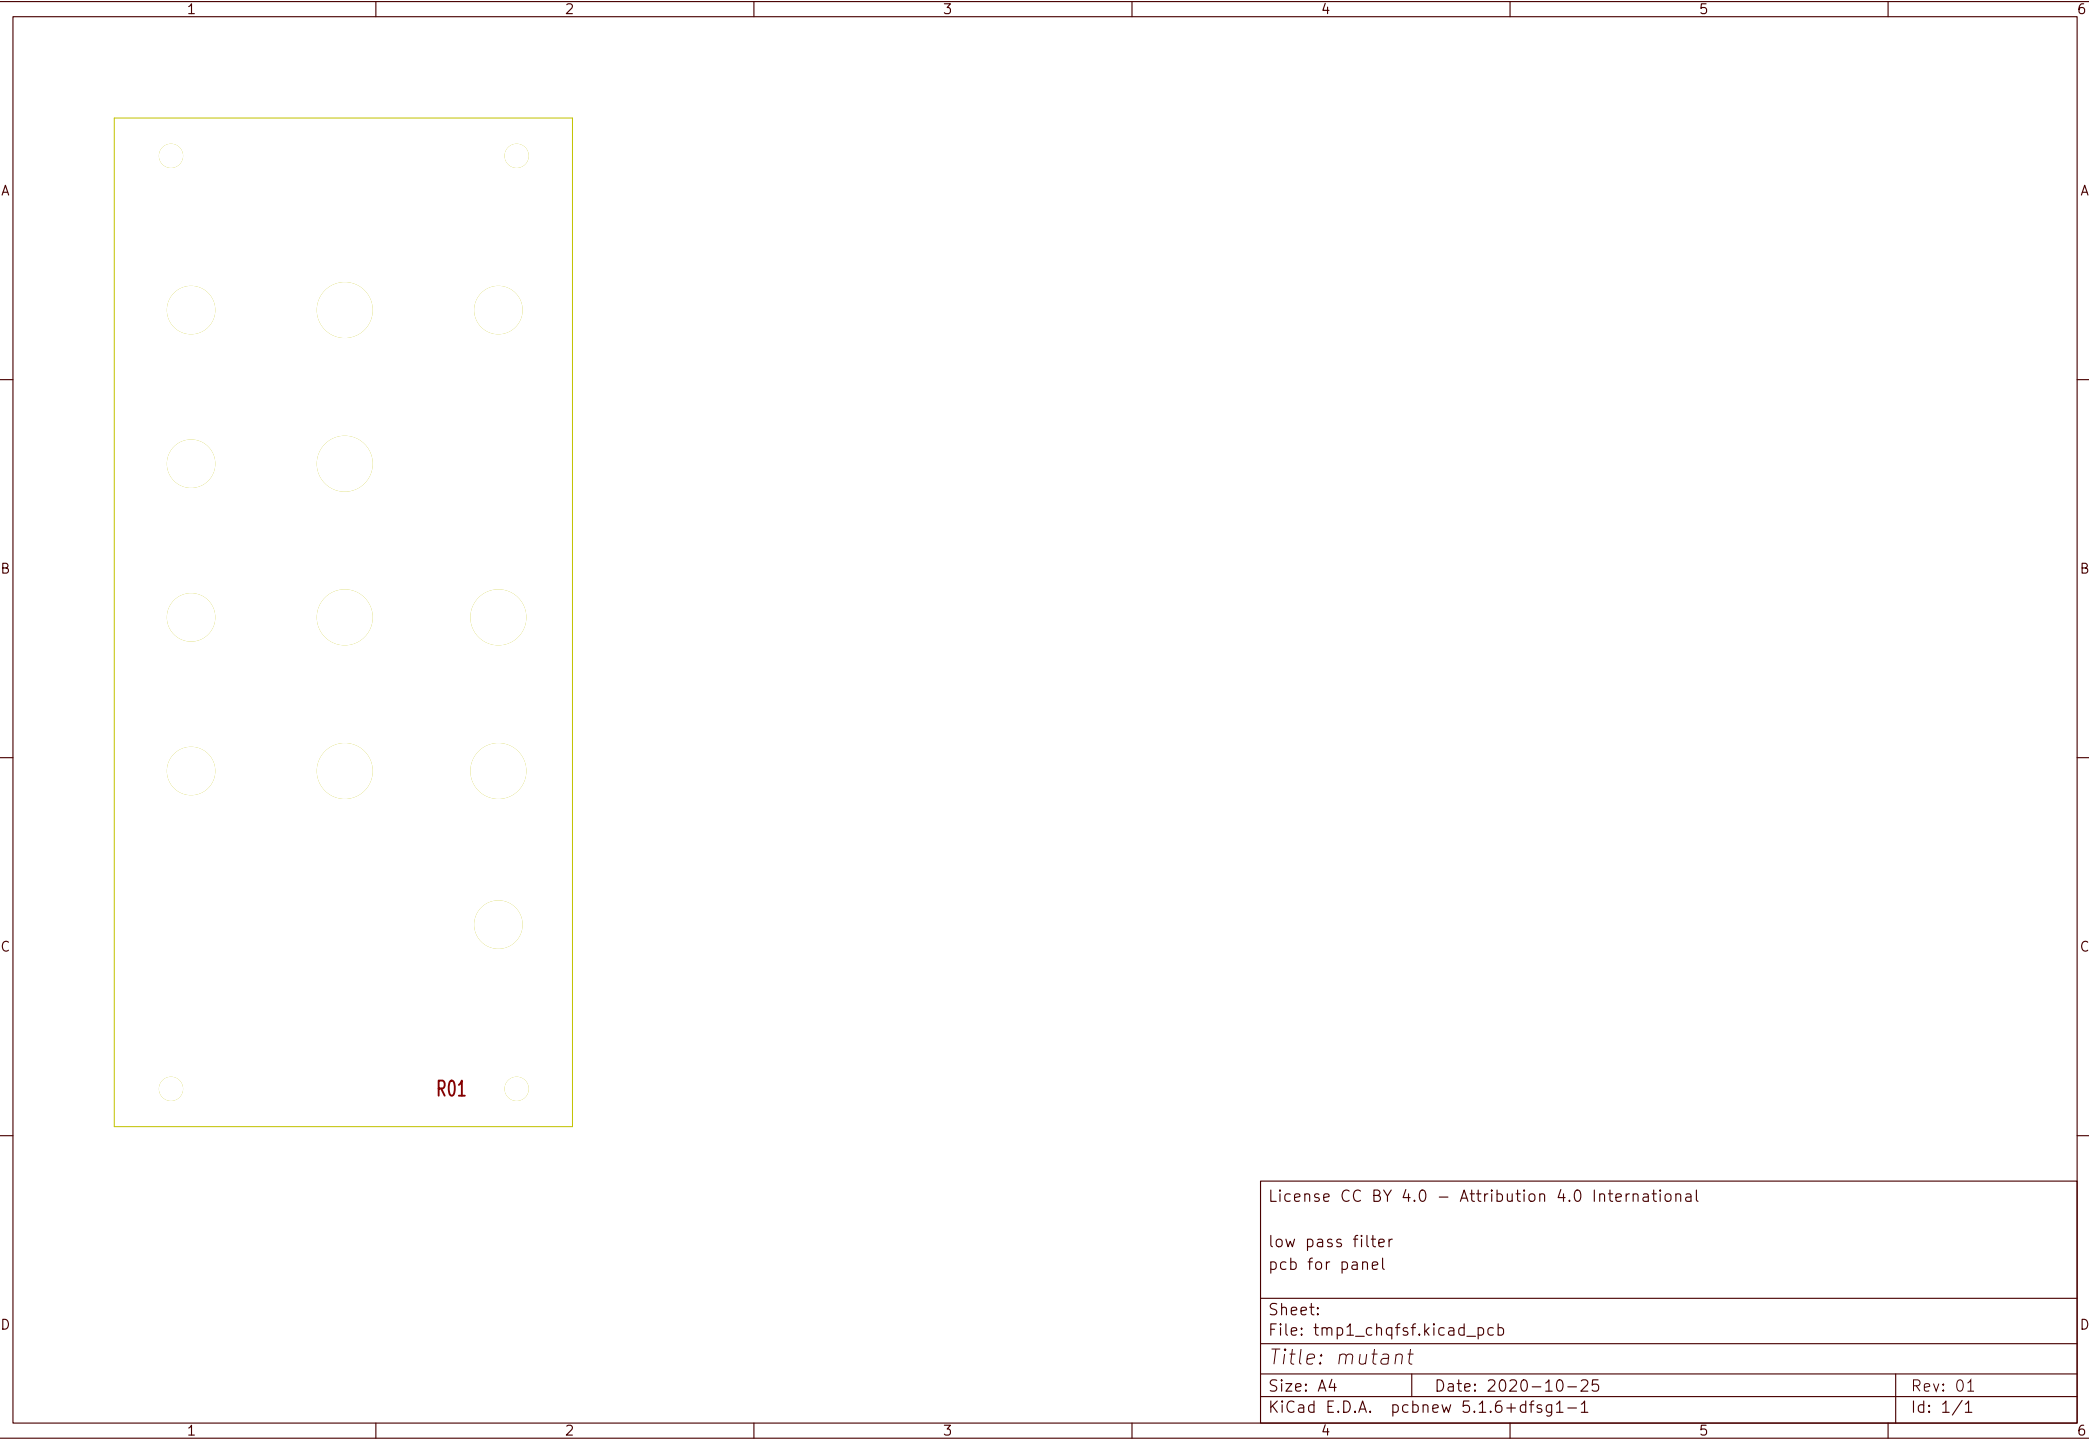 1 2 3 4 5 6
A A
B B
C C
R01
License CC BY 4.0 – Attribution 4.0 International
low pass filter
pcb for panel
Sheet:
D D
File: tmp1_chqfsf.kicad_pcb
Title: mutant
Size: A4 Date: 2020–10–25 Rev: 01
KiCad E.D.A. pcbnew 5.1.6+dfsg1–1 Id: 1/1
1 2 3 4 5 6